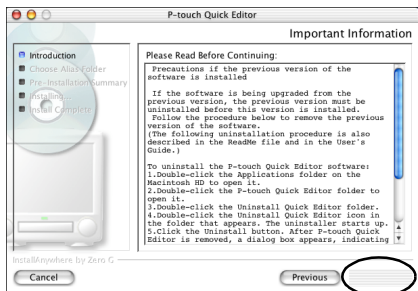 P-touch Quick Editor
Important Information
Introduction
Choose Alias Folder
Pre-Installation Summary
Installing...
Install Complete
Please Read Before Continuing:
Precautions if the previous version of the
software is installed
If the software is being upgraded from the
previous version, the previous version must be
uninstalled before this version is installed.
Follow the procedure below to remove the previous
version of the software.
(The following uninstallation procedure is also
described in the ReadMe file and in the User's
Guide.)
To uninstall the P-touch Quick Editor software:
1.Double-click the Applications folder on the
Macintosh HD to open it.
2.Double-click the P-touch Quick Editor folder to
open it.
3.Double-click the Uninstall Quick Editor folder.
4.Double-click the Uninstall Quick Editor icon in
the folder that appears. The uninstaller starts up.
5.Click the Uninstall button. After P-touch Quick
Editor is removed, a dialog box appears, indicating
InstallAnywhere by Zero G
Cancel
Previous